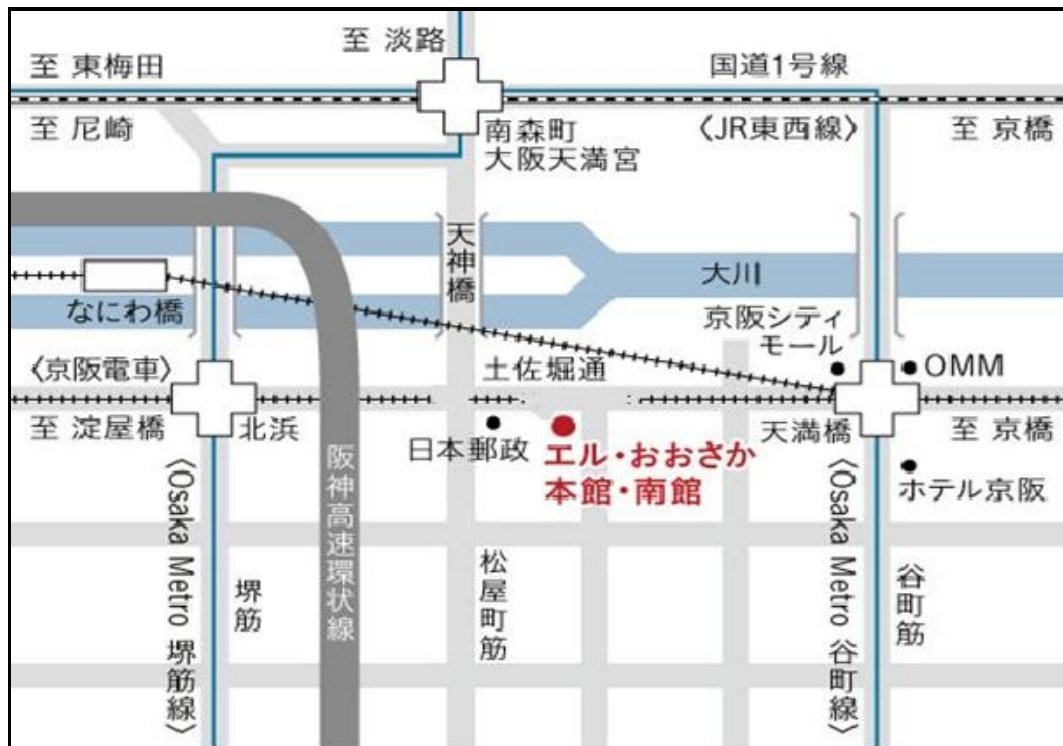 至 淡路
至 東梅田
国道1号線
至 尼崎
南森町
大阪天満宮
〈JR東西線〉
至 京橋
天神橋
大川
なにわ橋
京阪シティ
モール
〈京阪電車〉
土佐堀通
OMM
至 淀屋橋
北浜
日本郵政
エル・おおさか
本館・南館
天満橋
至 京橋
ホテル京阪
阪神高速環状線
〈Osaka Metro 堺筋線〉
堺筋
松屋町筋
〈Osaka Metro 谷町線〉
谷町筋